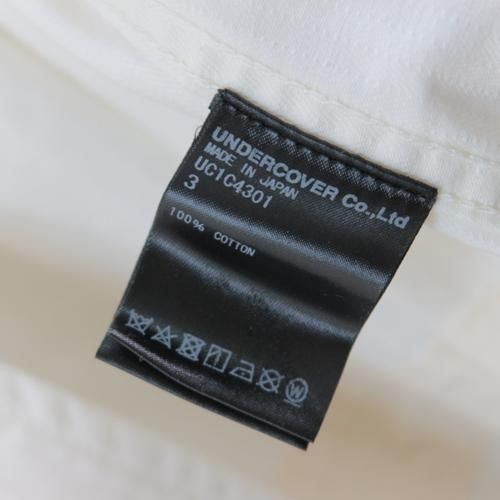 UNDERCOVER Co.,Ltd
MADE IN JAPAN
UC1C4301
3
100% COTTON
W